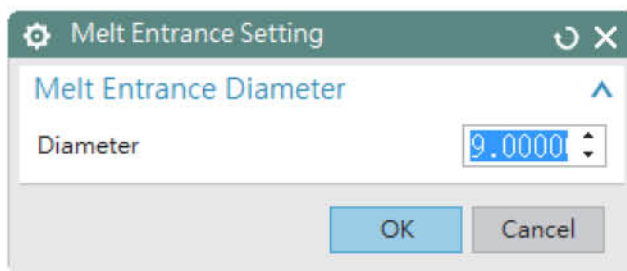 Melt Entrance Setting
Melt Entrance Diameter
Diameter 9.0000
OK Cancel